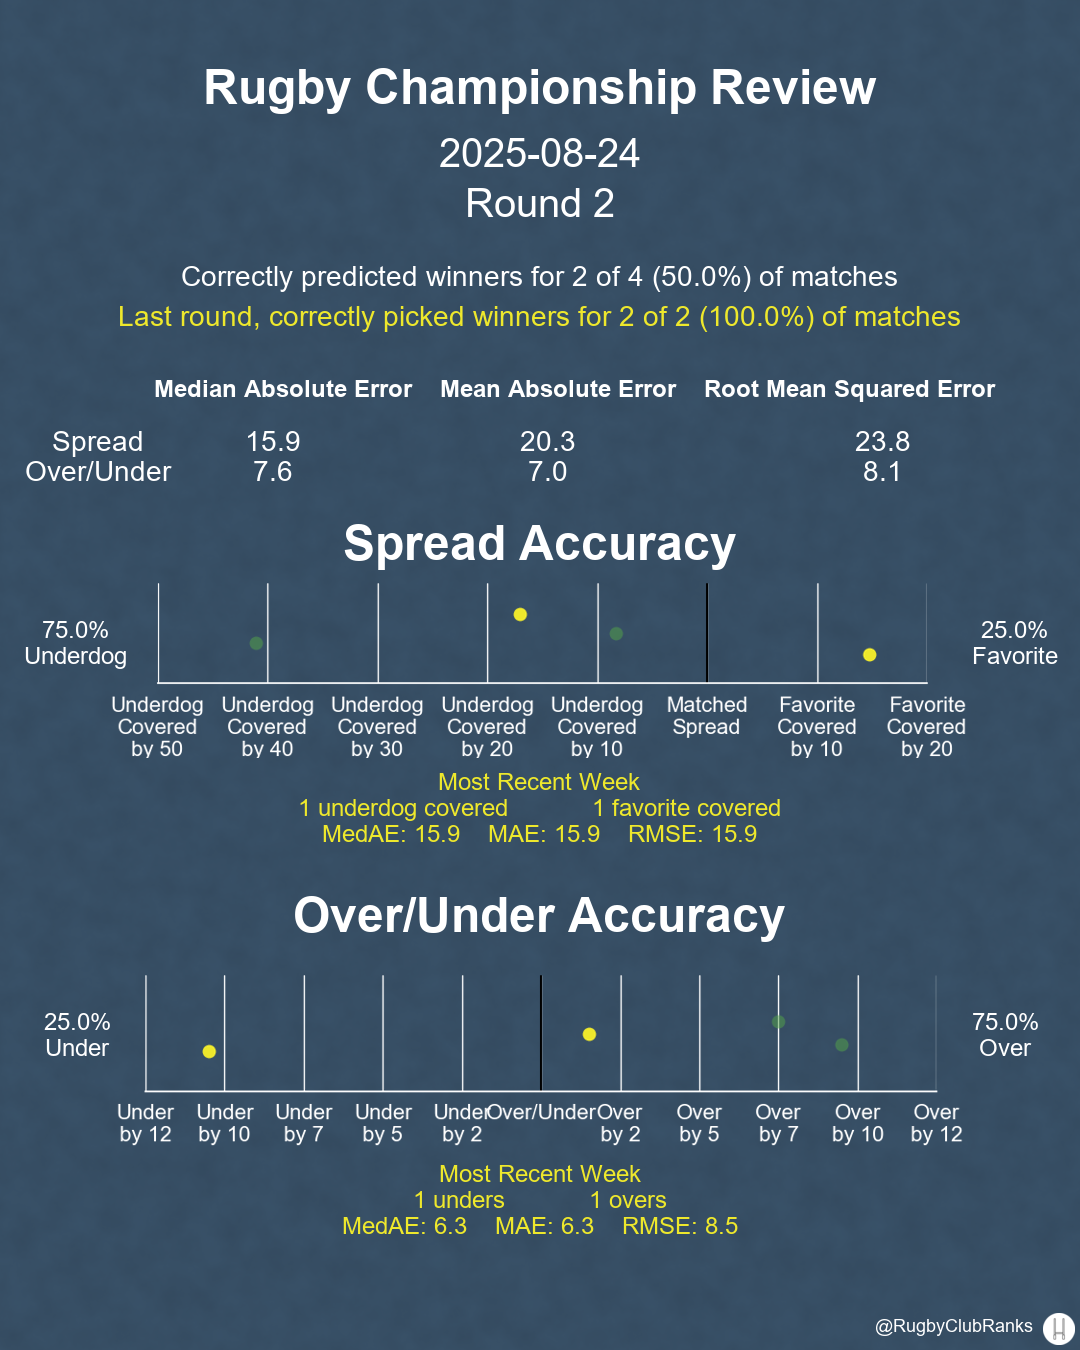 Rugby Championship Review
2025-08-24
Round 2
Correctly predicted winners for 2 of 4 (50.0%) of matches
Last round, correctly picked winners for 2 of 2 (100.0%) of matches
Median Absolute Error Mean Absolute Error Root Mean Squared Error
Spread 15.9 20.3 23.8
Over/Under 7.6 7.0 8.1
Spread Accuracy
75.0% 25.0%
Underdog Favorite
Underdog Underdog Underdog Underdog Underdog Matched Favorite Favorite
Covered Covered Covered Covered Covered Spread Covered Covered
by 50 by 40 by 30 by 20 by 10 by 10 by 20
Most Recent Week
1 underdog covered 1 favorite covered
MedAE: 15.9 MAE: 15.9 RMSE: 15.9
Over/Under Accuracy
25.0% 75.0%
Under Over
Under Under Under Under Under Over/Under Over Over Over Over Over
by 12 by 10 by 7 by 5 by 2 by 2 by 5 by 7 by 10 by 12
Most Recent Week
1 unders 1 overs
MedAE: 6.3 MAE: 6.3 RMSE: 8.5
@RugbyClubRanks